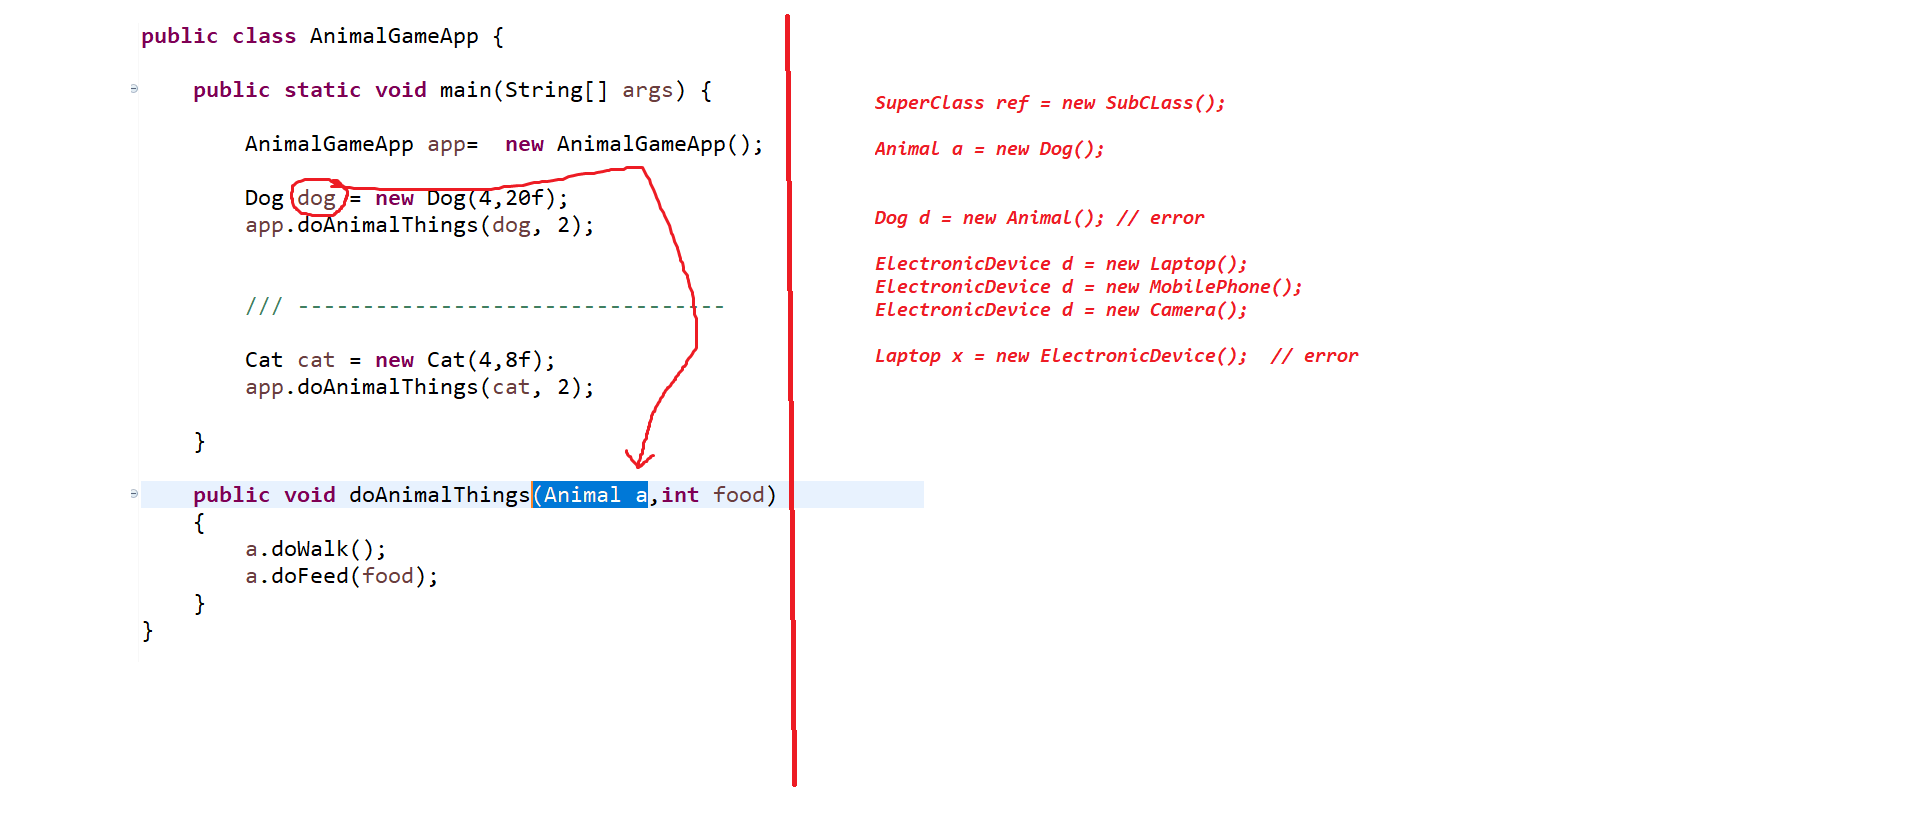 public class AnimalGameApp {
public static void main(String[] args) {
AnimalGameApp app=  new AnimalGameApp();
Dog dog = new Dog(4,20f);
app.doAnimalThings(dog, 2);
/// ---------------------------------
Cat cat = new Cat(4,8f);
app.doAnimalThings(cat, 2);
}
public void doAnimalThings(Animal a,int food)
{
a.doWalk();
a.doFeed(food);
}
}
SuperClass ref = new SubCLass();
Animal a = new Dog();
Dog d = new Animal(); // error
ElectronicDevice d = new Laptop();
ElectronicDevice d = new MobilePhone();
ElectronicDevice d = new Camera();
Laptop x = new ElectronicDevice();  // error